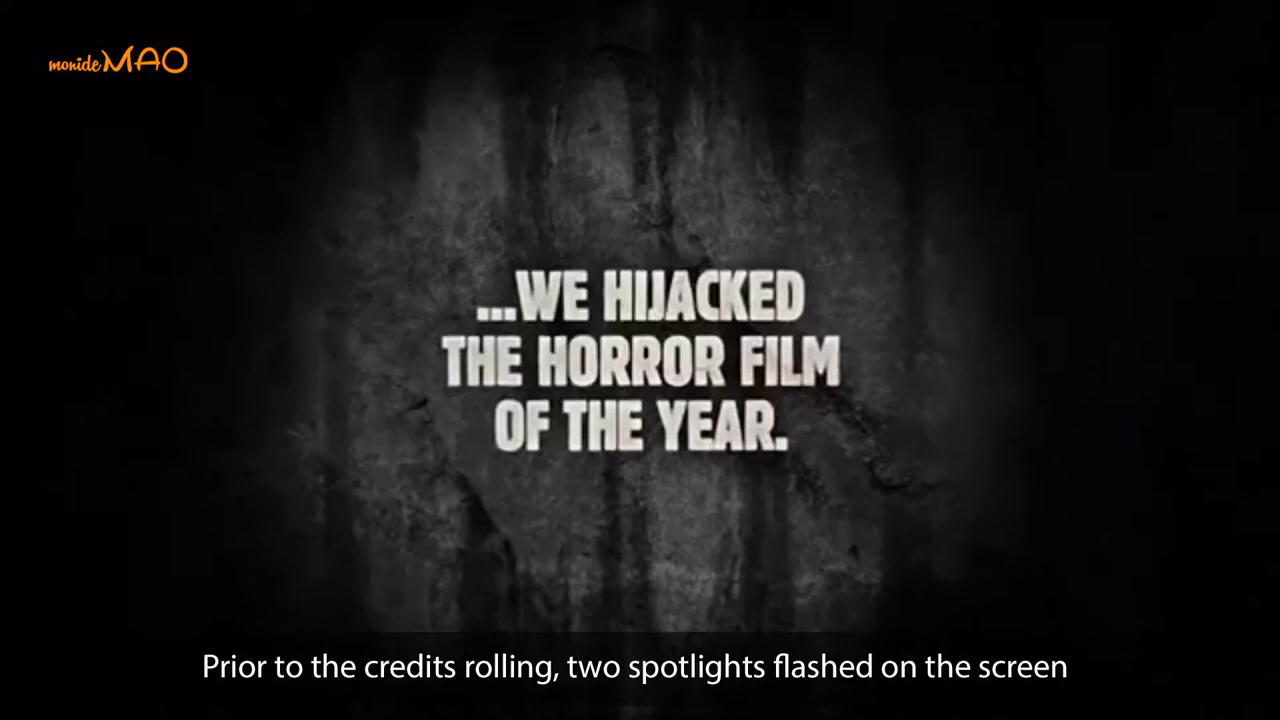 monideMAO
...WE HIJACKED
THE HORROR FILM
OF THE YEAR.
Prior to the credits rolling, two spotlights flashed on the screen